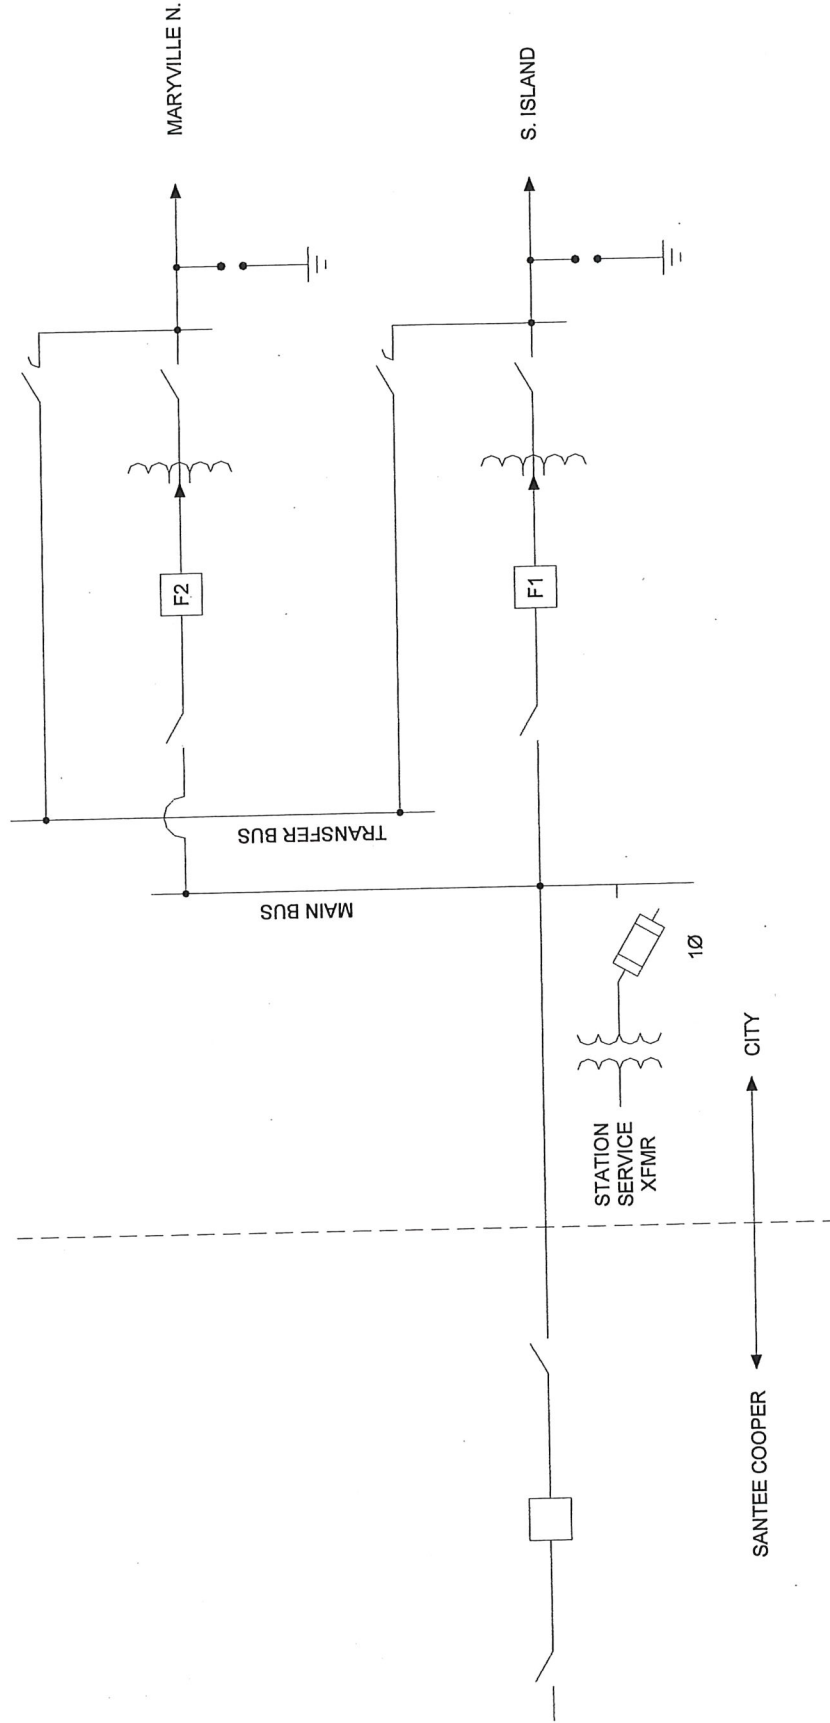 MARYVILLE N.
S. ISLAND
F2
F1
TRANSFER BUS
MAIN BUS
1Ø
STATION
SERVICE
XFMR
CITY
SANTEE COOPER